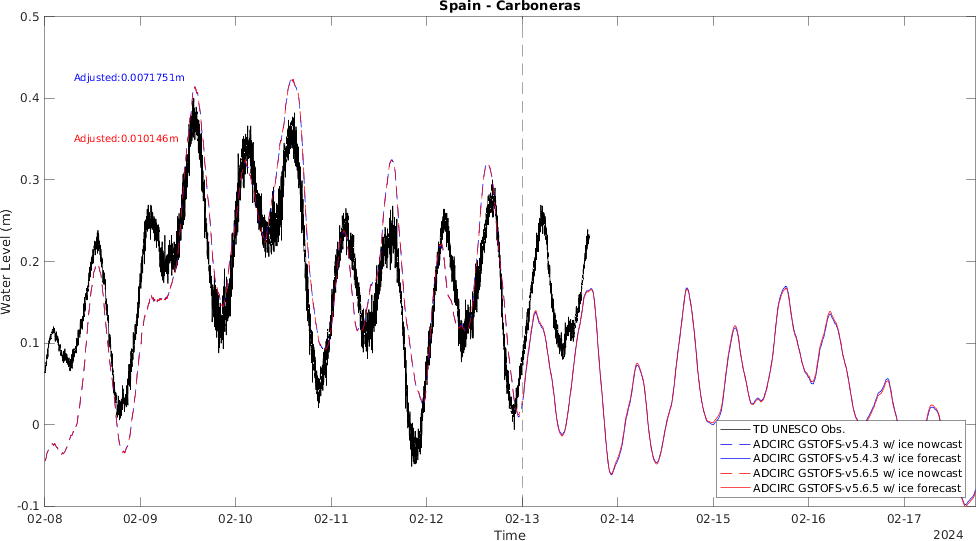 Spain - Carboneras
Adjusted:0.0071751m
Adjusted:0.010146m
Water Level (m)
0.5
0.4
0.3
0.2
0.1
0
-0.1
TD UNESCO Obs.
ADCIRC GSTOFS-v5.4.3 w/ ice nowcast
ADCIRC GSTOFS-v5.4.3 w/ ice forecast
ADCIRC GSTOFS-v5.6.5 w/ ice nowcast
ADCIRC GSTOFS-v5.6.5 w/ ice forecast
02-08 02-09 02-10 02-11 02-12 02-13 02-14 02-15 02-16 02-17
Time
2024